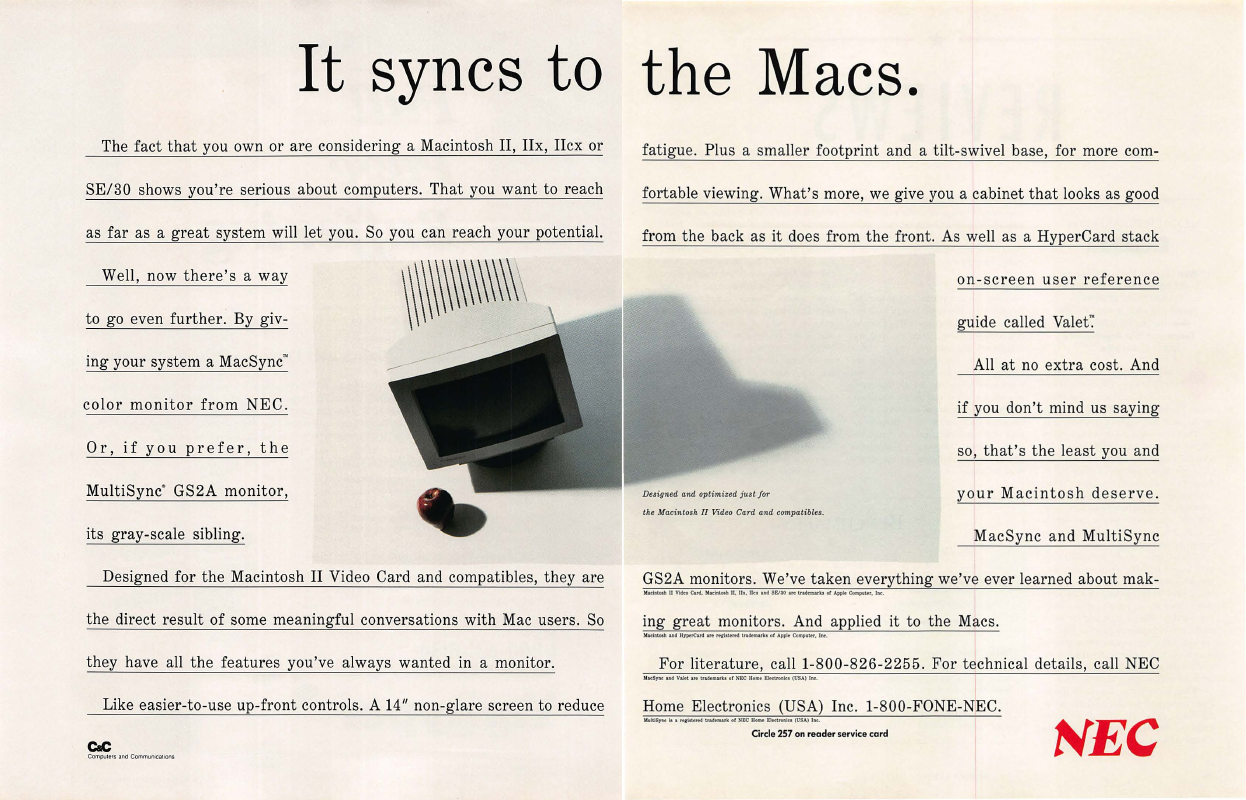 It syncs to the Macs.
The fact that you own or are considering a Macintosh II, IIx, IIcx or
SE/30 shows you're serious about computers. That you want to reach
as far as a great system will let you. So you can reach your potential.
Well, now there's a way
to go even further. By giv-
ing your system a MacSync™
color monitor from NEC.
Or, if you prefer, the
MultiSync® GS2A monitor,
its gray-scale sibling.
Designed for the Macintosh II Video Card and compatibles, they are
the direct result of some meaningful conversations with Mac users. So
they have all the features you've always wanted in a monitor.
Like easier-to-use up-front controls. A 14" non-glare screen to reduce
C&C
Computers and Communications
fatigue. Plus a smaller footprint and a tilt-swivel base, for more com-
fortable viewing. What's more, we give you a cabinet that looks as good
from the back as it does from the front. As well as a HyperCard stack
on-screen user reference
guide called Valet.™
All at no extra cost. And
if you don't mind us saying
so, that's the least you and
your Macintosh deserve.
MacSync and MultiSync
Designed and optimized just for
the Macintosh II Video Card and compatibles.
GS2A monitors. We've taken everything we've ever learned about mak-
Macintosh II Video Card, Macintosh II, IIx, IIcx and SE/30 are trademarks of Apple Computer, Inc.
ing great monitors. And applied it to the Macs.
Macintosh and HyperCard are registered trademarks of Apple Computer, Inc.
For literature, call 1-800-826-2255. For technical details, call NEC
MacSync and Valet are trademarks of NEC Home Electronics (USA) Inc.
Home Electronics (USA) Inc. 1-800-FONE-NEC.
MultiSync is a registered trademark of NEC Home Electronics (USA) Inc.
Circle 257 on reader service card
NEC